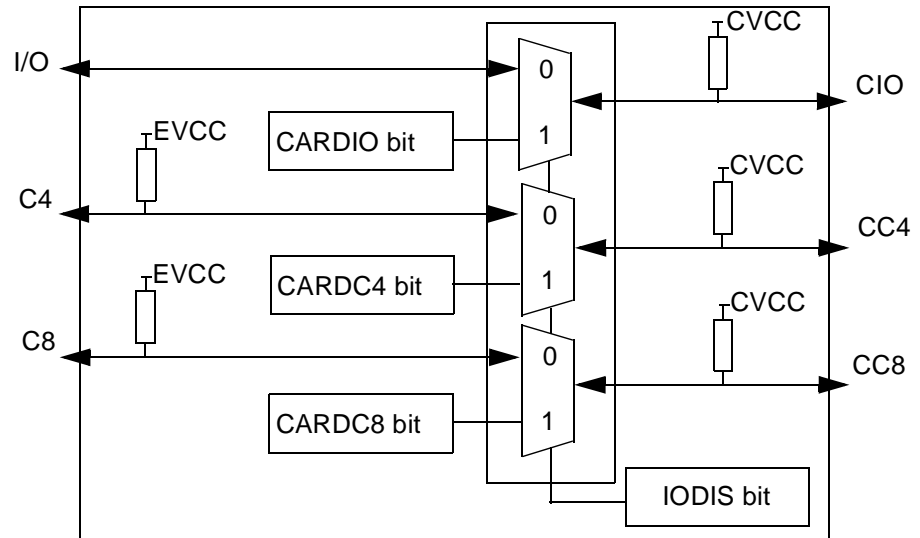 CVCC
I/O
0
CIO
CARDIO bit
1
EVCC
CVCC
C4
0
CC4
EVCC
CARDC4 bit
1
CVCC
C8
0
CC8
CARDC8 bit
1
IODIS bit